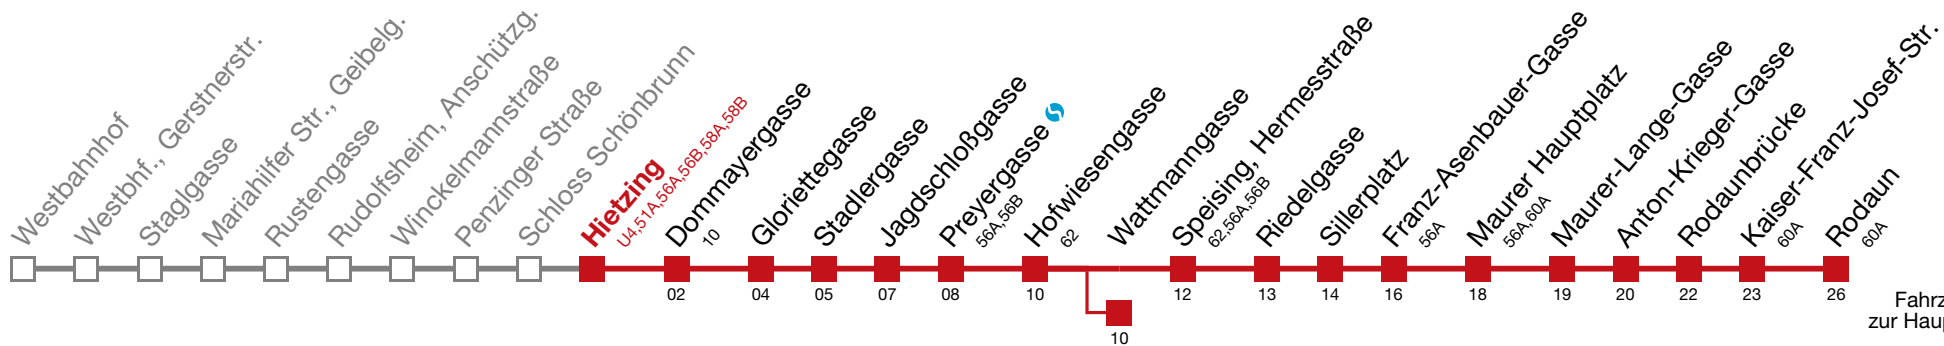 Westbahnhof
Westbhf., Gerstnerstr.
Staglgasse
Mariahilfer Str., Geibelg.
Rustengasse
Rudolfsheim, Anschützg.
Winckelmannstraße
Penzinger Straße
Schloss Schönbrunn
Hietzing
U4,51A,56A,56B,58A,58B
Dommayergasse
10
Gloriettegasse
Stadlergasse
Jagdschloßgasse
Preyergasse
56A,56B
Hofwiesengasse
62
Wattmanngasse
Speising, Hermesstraße
62,56A,56B
Riedelgasse
Sillerplatz
Franz-Asenbauer-Gasse
56A
Maurer Hauptplatz
56A,60A
Maurer-Lange-Gasse
Anton-Krieger-Gasse
Rodaunbrücke
Kaiser-Franz-Josef-Str.
60A
Rodaun
60A
02 04 05 07 08 10 12 13 14 16 18 19 20 22 23 26
10
Fahrz
zur Haup